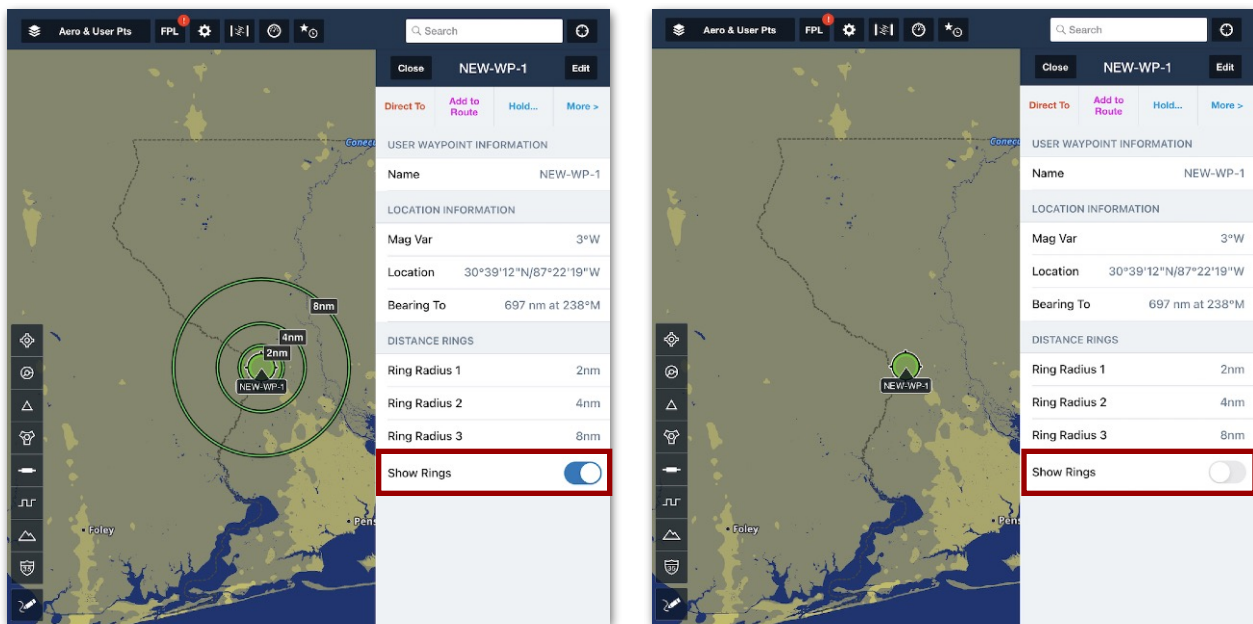 Aero & User Pts FPL ! Search
Close NEW-WP-1 Edit
Direct To Add to Route Hold... More >
USER WAYPOINT INFORMATION
Name NEW-WP-1
LOCATION INFORMATION
Mag Var 3°W
Location 30°39'12"N/87°22'19"W
Bearing To 697 nm at 238°M
DISTANCE RINGS
Ring Radius 1 2nm
Ring Radius 2 4nm
Ring Radius 3 8nm
Show Rings
8nm
4nm
2nm
NEW-WP-1
Foley
Aero & User Pts FPL ! Search
Close NEW-WP-1 Edit
Direct To Add to Route Hold... More >
USER WAYPOINT INFORMATION
Name NEW-WP-1
LOCATION INFORMATION
Mag Var 3°W
Location 30°39'12"N/87°22'19"W
Bearing To 697 nm at 238°M
DISTANCE RINGS
Ring Radius 1 2nm
Ring Radius 2 4nm
Ring Radius 3 8nm
Show Rings
NEW-WP-1
Foley